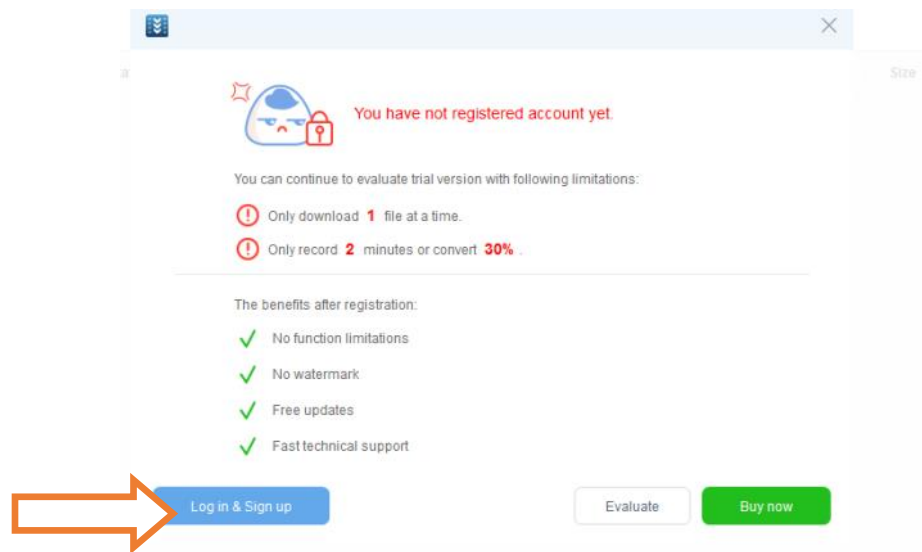 Size
You have not registered account yet.
You can continue to evaluate trial version with following limitations:
Only download 1 file at a time.
Only record 2 minutes or convert 30% .
The benefits after registration:
No function limitations
No watermark
Free updates
Fast technical support
Log in & Sign up
Evaluate
Buy now